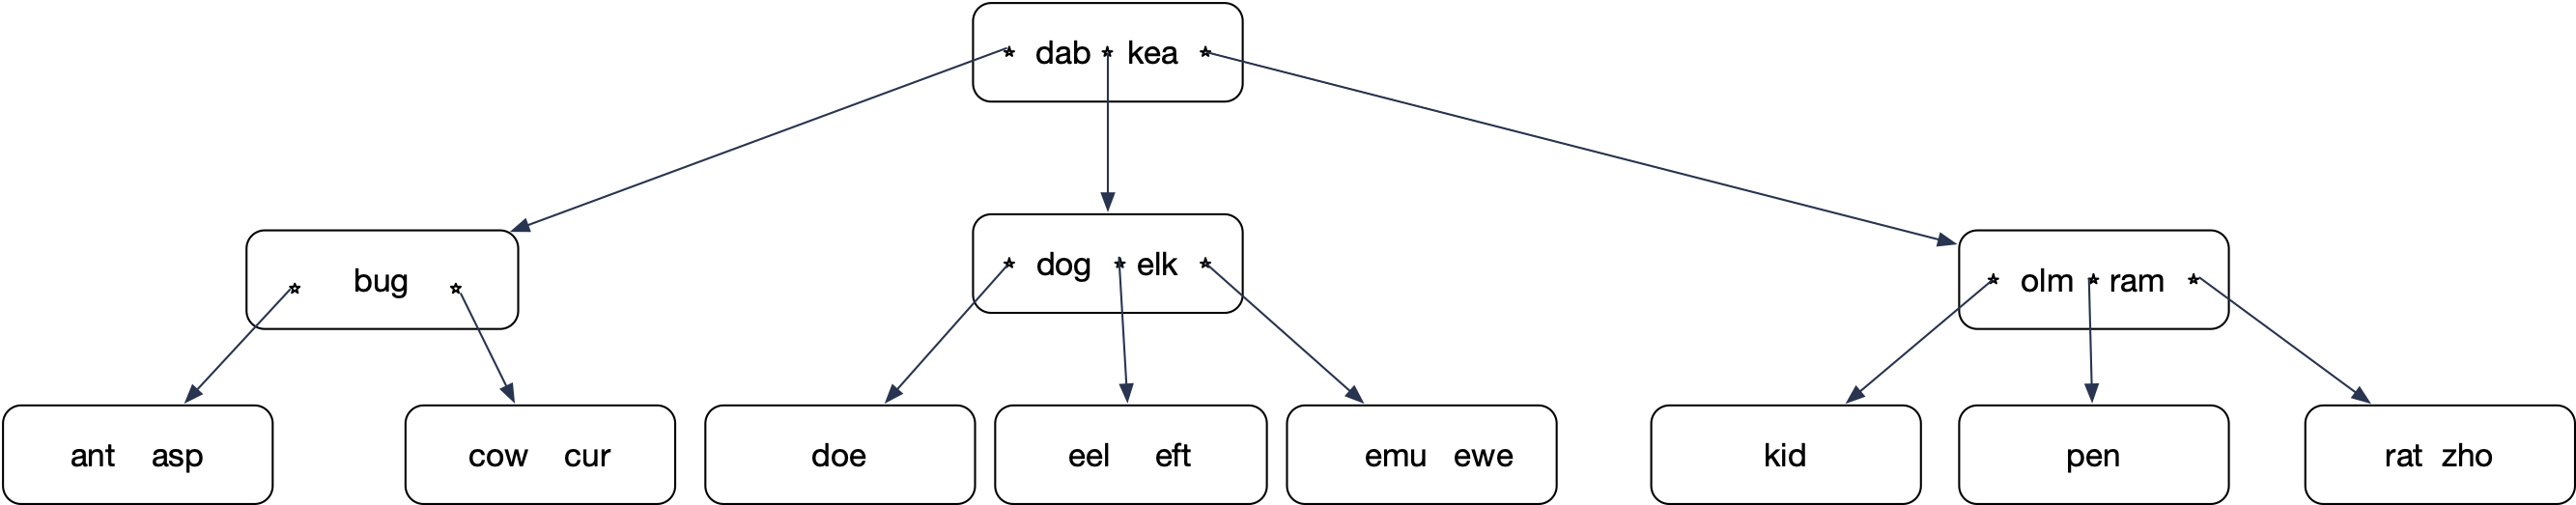 dab kea
bug
dog elk
olm ram
ant asp
cow cur
doe
eel eft
emu ewe
kid
pen
rat zho